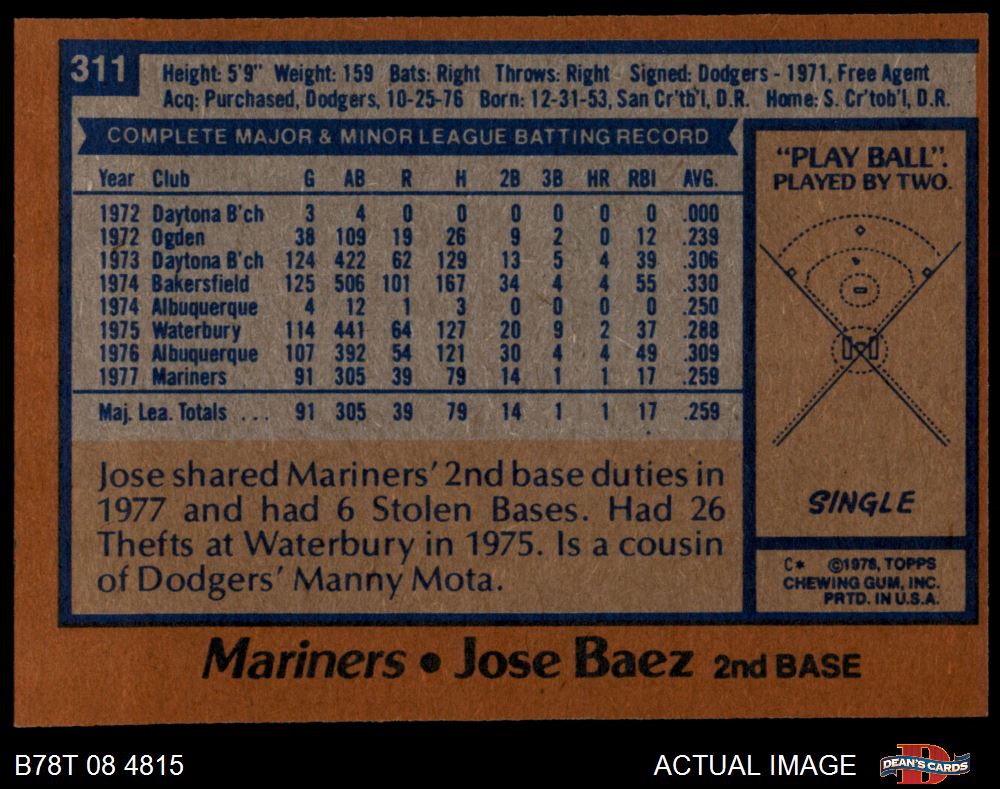 311
Height: 5'9" Weight: 159 Bats: Right Throws: Right Signed: Dodgers - 1971, Free Agent
Acq: Purchased, Dodgers, 10-25-76 Born: 12-31-53, San Cr'tb'l, D.R. Home: S. Cr'tob'l, D.R.
COMPLETE MAJOR & MINOR LEAGUE BATTING RECORD
Year Club G AB R H 2B 3B HR RBI AVG.
1972 Daytona B'ch 3 4 0 0 0 0 0 0 .000
1972 Ogden 38 109 19 26 9 2 0 12 .239
1973 Daytona B'ch 124 422 62 129 13 5 4 39 .306
1974 Bakersfield 125 506 101 167 34 4 4 55 .330
1974 Albuquerque 4 12 1 3 0 0 0 0 .250
1975 Waterbury 114 441 64 127 20 9 2 37 .288
1976 Albuquerque 107 392 54 121 30 4 4 49 .309
1977 Mariners 91 305 39 79 14 1 1 17 .259
Maj. Lea. Totals ... 91 305 39 79 14 1 1 17 .259
Jose shared Mariners' 2nd base duties in
1977 and had 6 Stolen Bases. Had 26
Thefts at Waterbury in 1975. Is a cousin
of Dodgers' Manny Mota.
"PLAY BALL".
PLAYED BY TWO.
SINGLE
C* ©1978, TOPPS
CHEWING GUM, INC.
PRTD. IN U.S.A.
Mariners • Jose Baez 2nd BASE
B78T 08 4815
ACTUAL IMAGE
D
DEAN'S CARDS